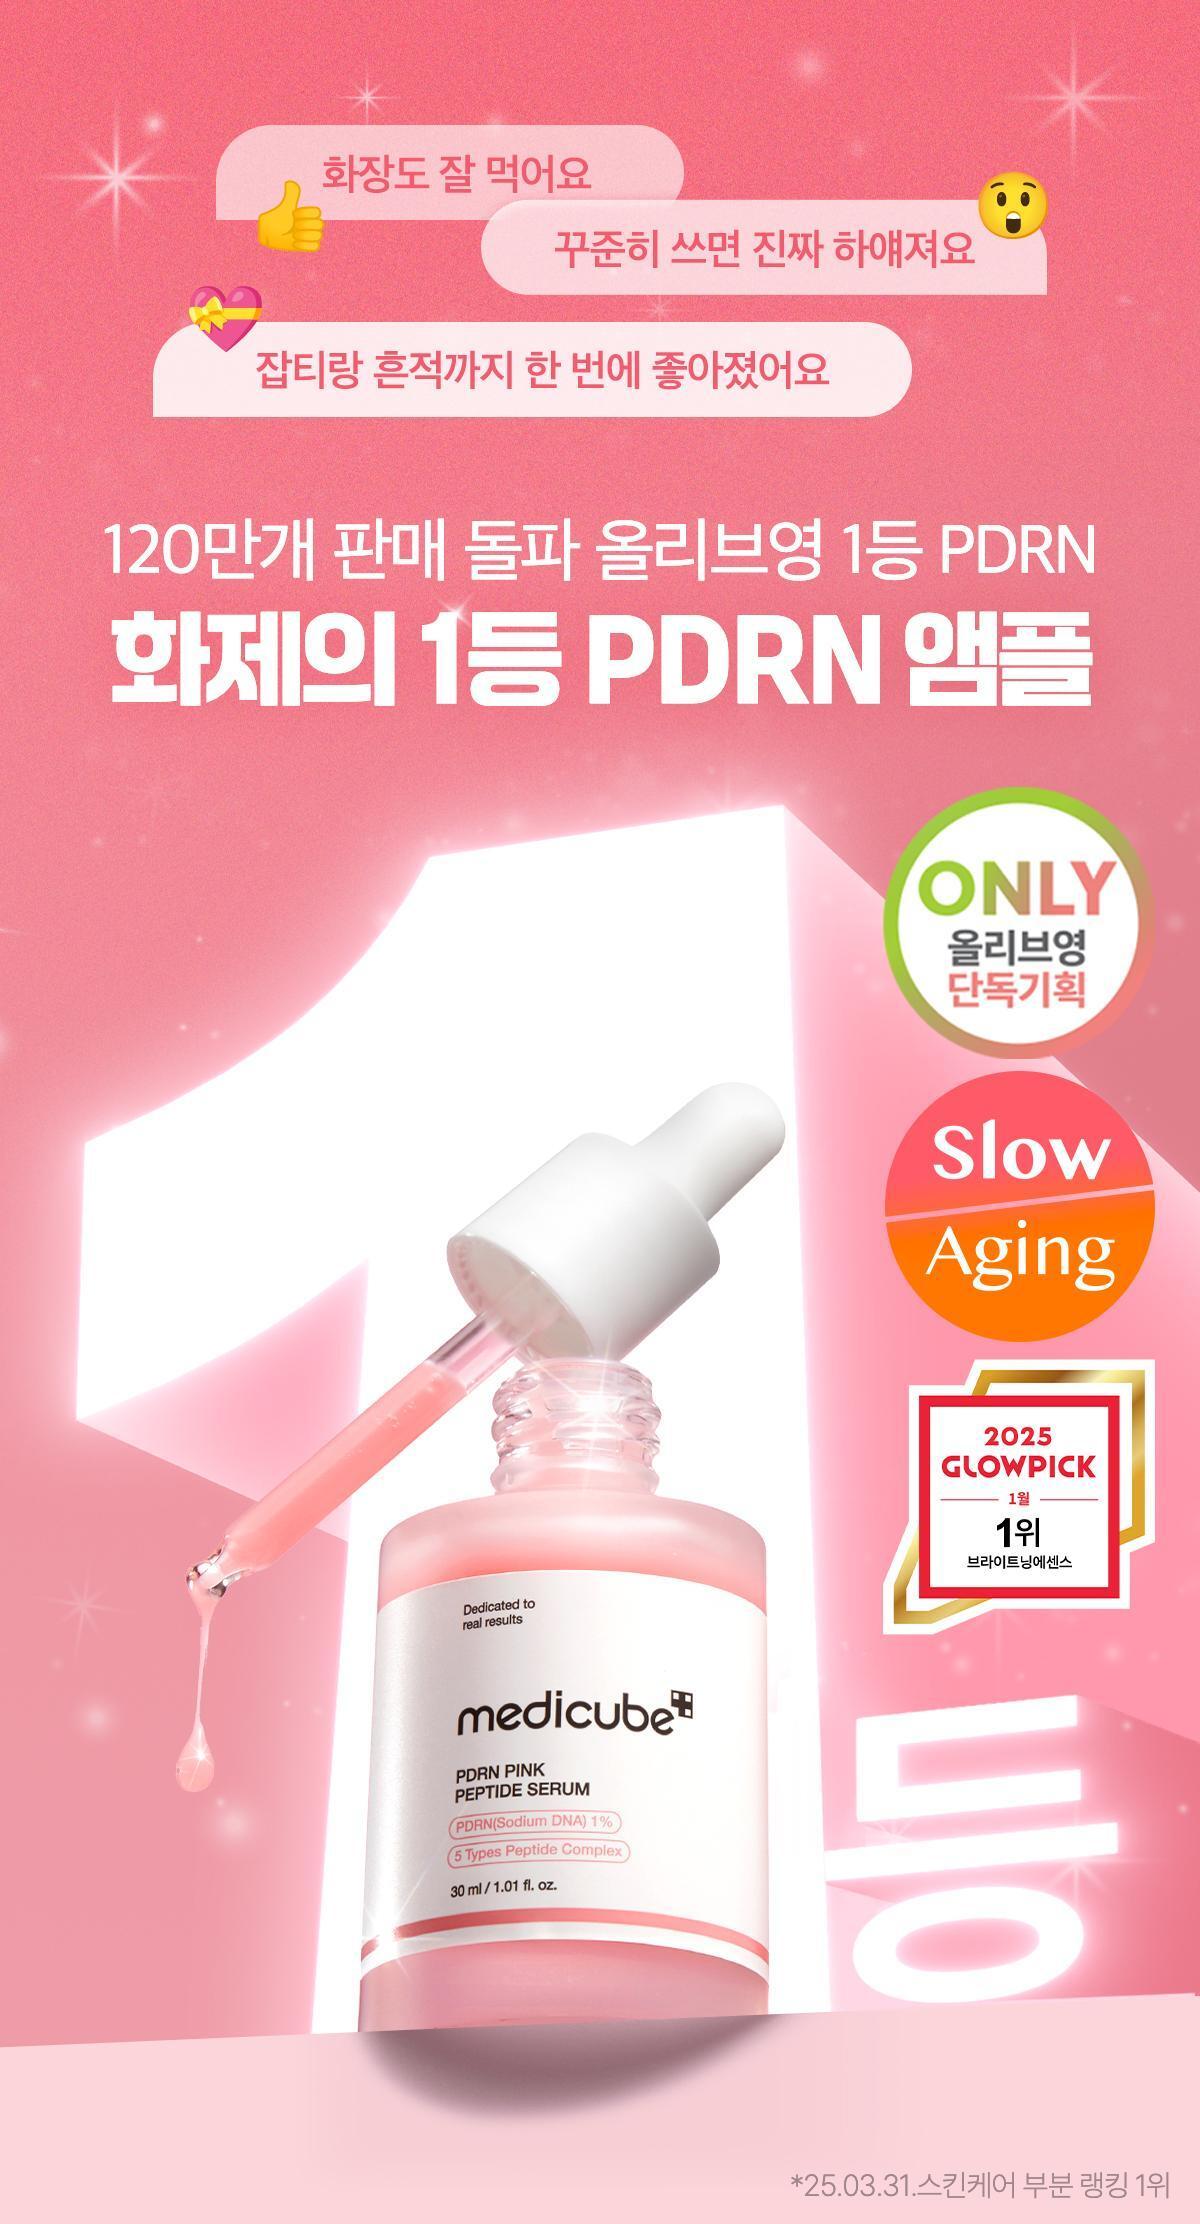 화장도 잘 먹어요
꾸준히 쓰면 진짜 하얘져요
잡티랑 흔적까지 한 번에 좋아졌어요
120만개 판매 돌파 올리브영 1등 PDRN
화제의 1등 PDRN 앰플
ONLY
올리브영
단독기획
Slow
Aging
2025
GLOWPICK
1월
1위
브라이트닝에센스
1등
Dedicated to
real results
medicube
PDRN PINK
PEPTIDE SERUM
PDRN(Sodium DNA) 1%
5 Types Peptide Complex
30 ml / 1.01 fl. oz.
*25.03.31.스킨케어 부분 랭킹 1위